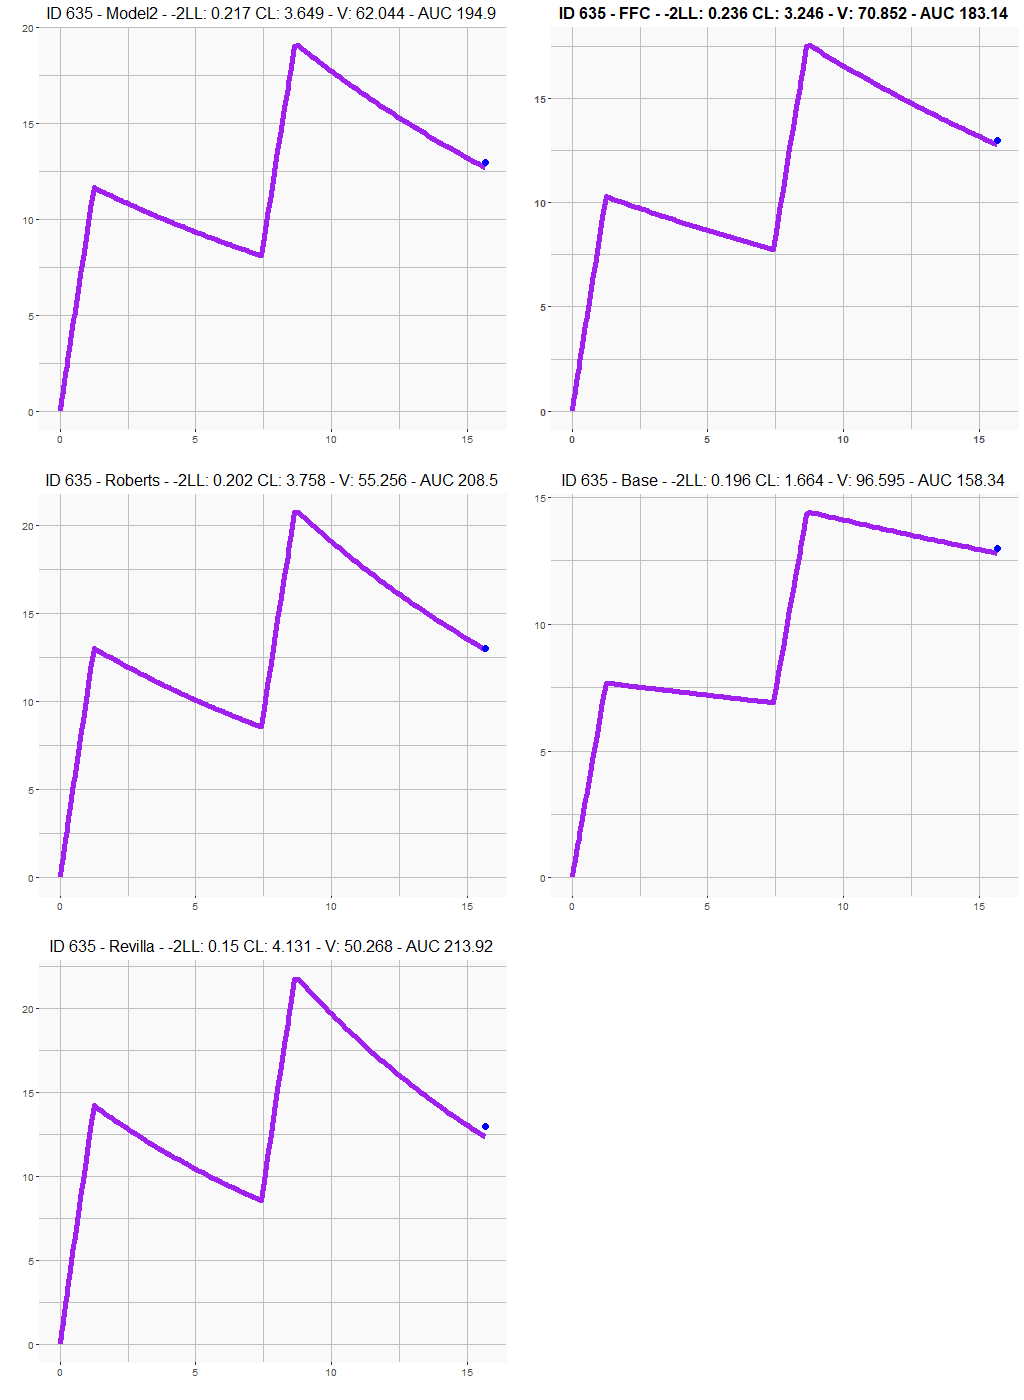 ID 635 - Model2 - -2LL: 0.217 CL: 3.649 - V: 62.044 - AUC 194.9
20
15
10
5
0
0 5 10 15
ID 635 - FFC - -2LL: 0.236 CL: 3.246 - V: 70.852 - AUC 183.14
15
10
5
0
0 5 10 15
ID 635 - Roberts - -2LL: 0.202 CL: 3.758 - V: 55.256 - AUC 208.5
20
15
10
5
0
0 5 10 15
ID 635 - Base - -2LL: 0.196 CL: 1.664 - V: 96.595 - AUC 158.34
15
10
5
0
0 5 10 15
ID 635 - Revilla - -2LL: 0.15 CL: 4.131 - V: 50.268 - AUC 213.92
20
15
10
5
0
0 5 10 15